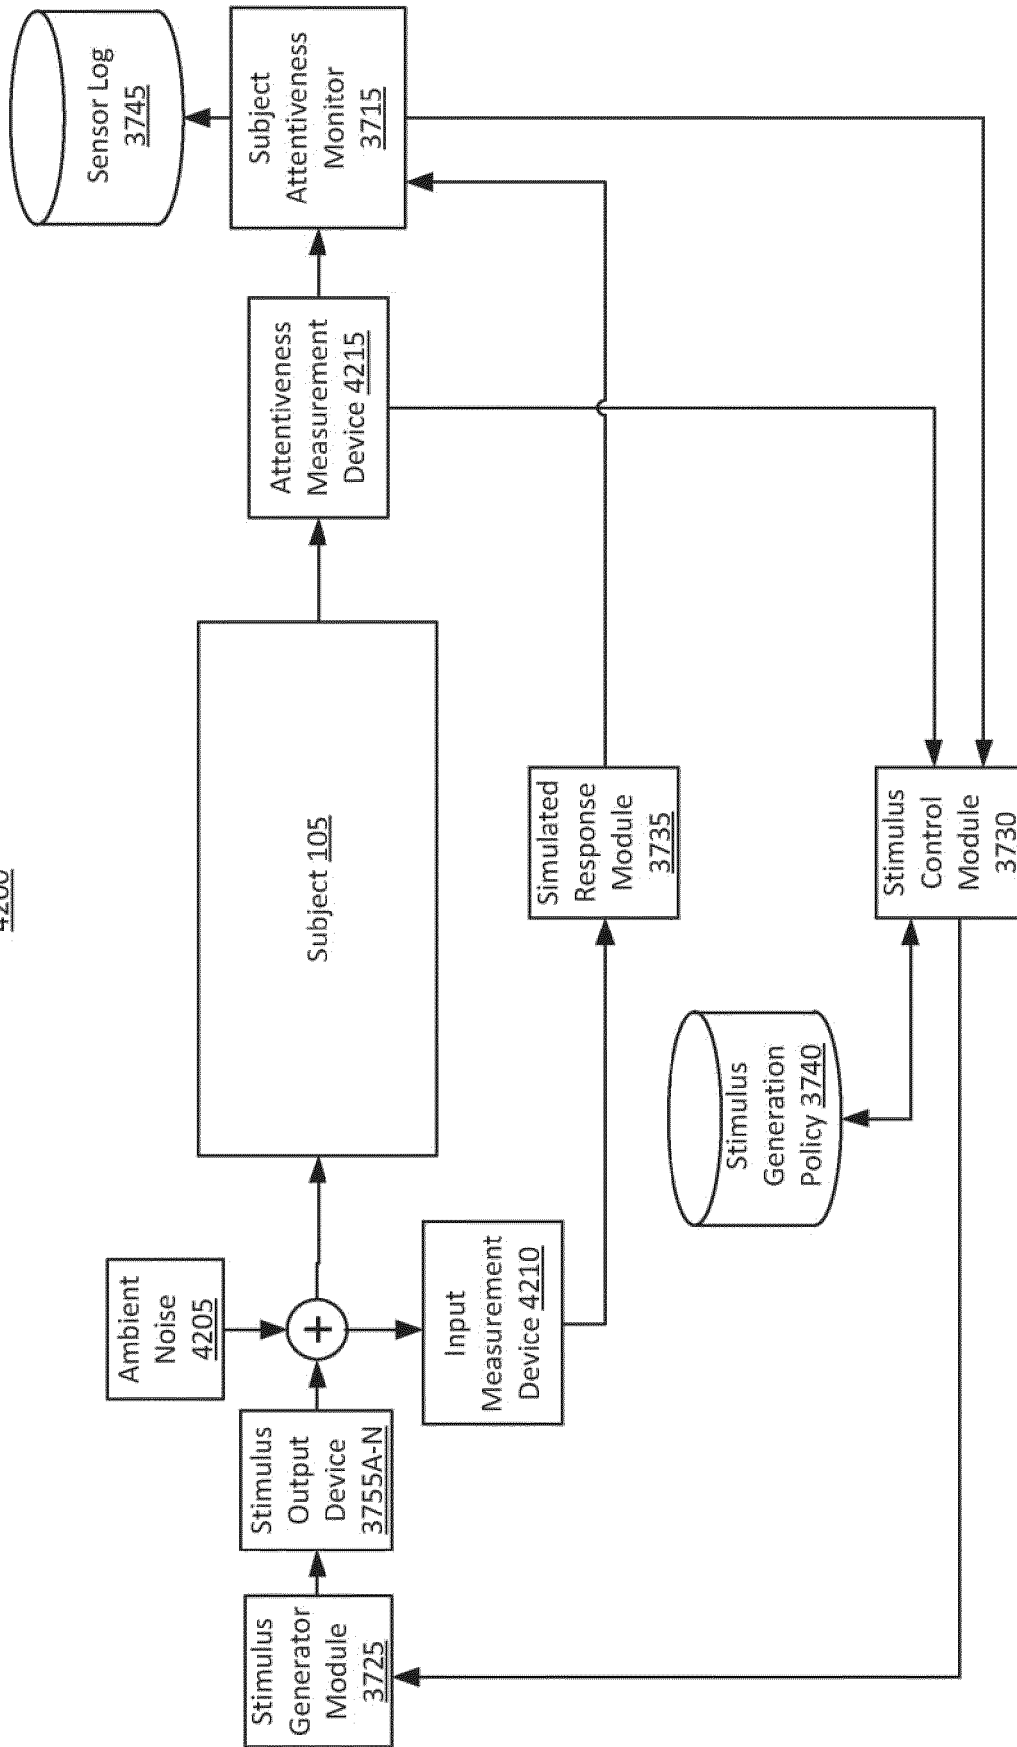 4200
Stimulus
Generator
Module
3725
Stimulus
Output
Device
3755A-N
Ambient
Noise
4205
+
Input
Measurement
Device 4210
Subject 105
Attentiveness
Measurement
Device 4215
Subject
Attentiveness
Monitor
3715
Sensor Log
3745
Simulated
Response
Module
3735
Stimulus
Generation
Policy 3740
Stimulus
Control
Module
3730